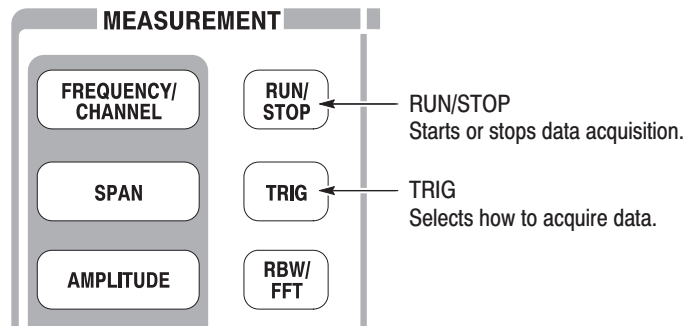 MEASUREMENT
FREQUENCY/
CHANNEL
RUN/
STOP
RUN/STOP
Starts or stops data acquisition.
SPAN
TRIG
TRIG
Selects how to acquire data.
AMPLITUDE
RBW/
FFT